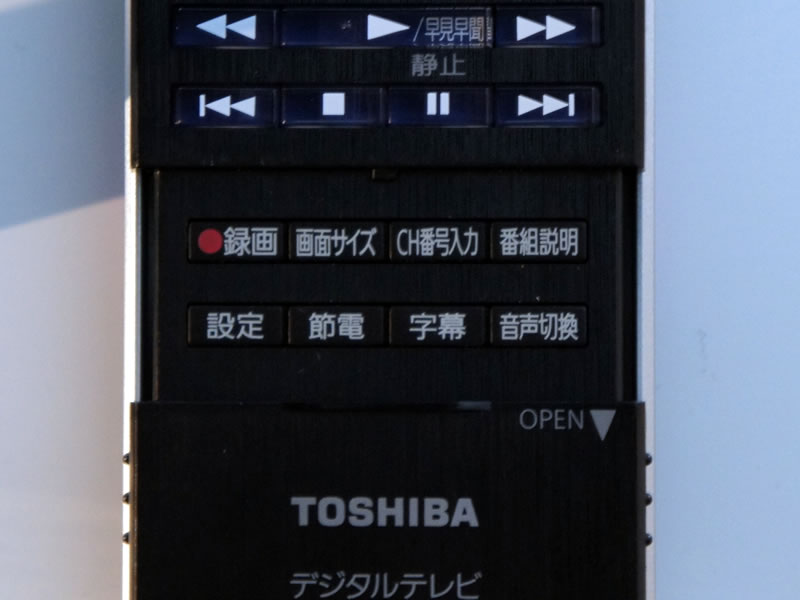 /早見早聞
静止
録画 画面サイズ CH番号入力 番組説明
設定 節電 字幕 音声切換
OPEN
TOSHIBA
デジタルテレビ